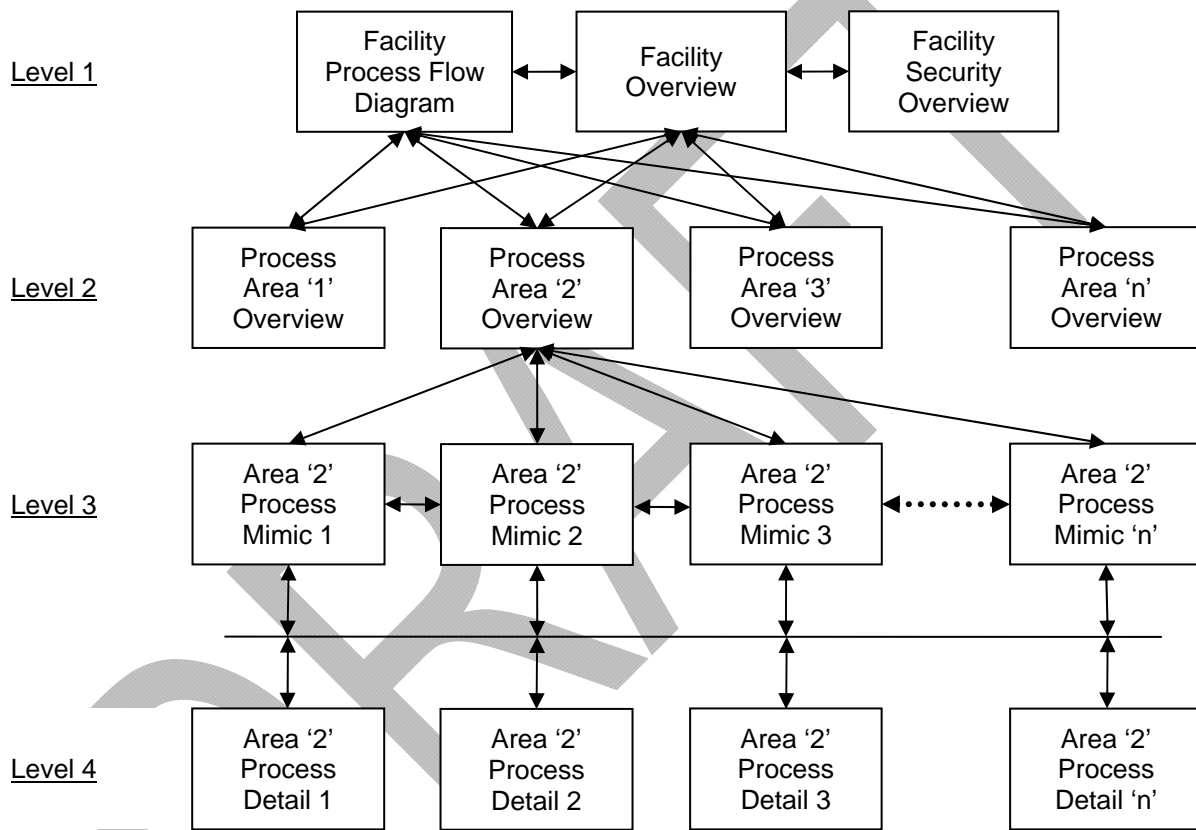 Level 1
Facility
Process Flow
Diagram
Facility
Overview
Facility
Security
Overview
Level 2
Process
Area ‘1’
Overview
Process
Area ‘2’
Overview
Process
Area ‘3’
Overview
Process
Area ‘n’
Overview
Level 3
Area ‘2’
Process
Mimic 1
Area ‘2’
Process
Mimic 2
Area ‘2’
Process
Mimic 3
Area ‘2’
Process
Mimic ‘n’
Level 4
Area ‘2’
Process
Detail 1
Area ‘2’
Process
Detail 2
Area ‘2’
Process
Detail 3
Area ‘2’
Process
Detail ‘n’
DRAFT